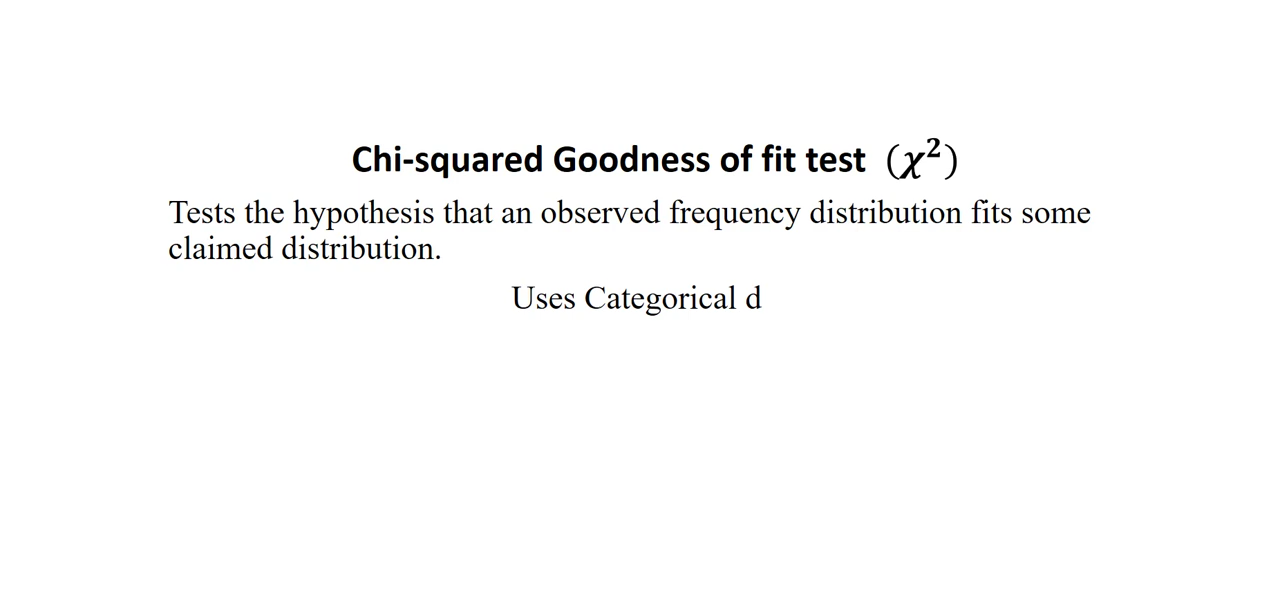 Chi-squared Goodness of fit test (χ²)
Tests the hypothesis that an observed frequency distribution fits some
claimed distribution.
Uses Categorical d